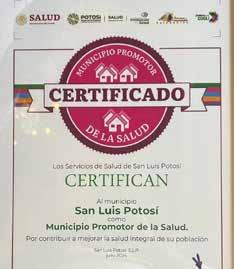 SALUD
POTOSÍ
SALUD
MUNICIPIO PROMOTOR
CERTIFICADO
DE LA SALUD
Los Servicios de Salud de San Luis Potosí
CERTIFICAN
Al municipio
San Luis Potosí
como
Municipio Promotor de la Salud.
Por contribuir a mejorar la salud integral de su población
San Luis Potosí, S.L.P.